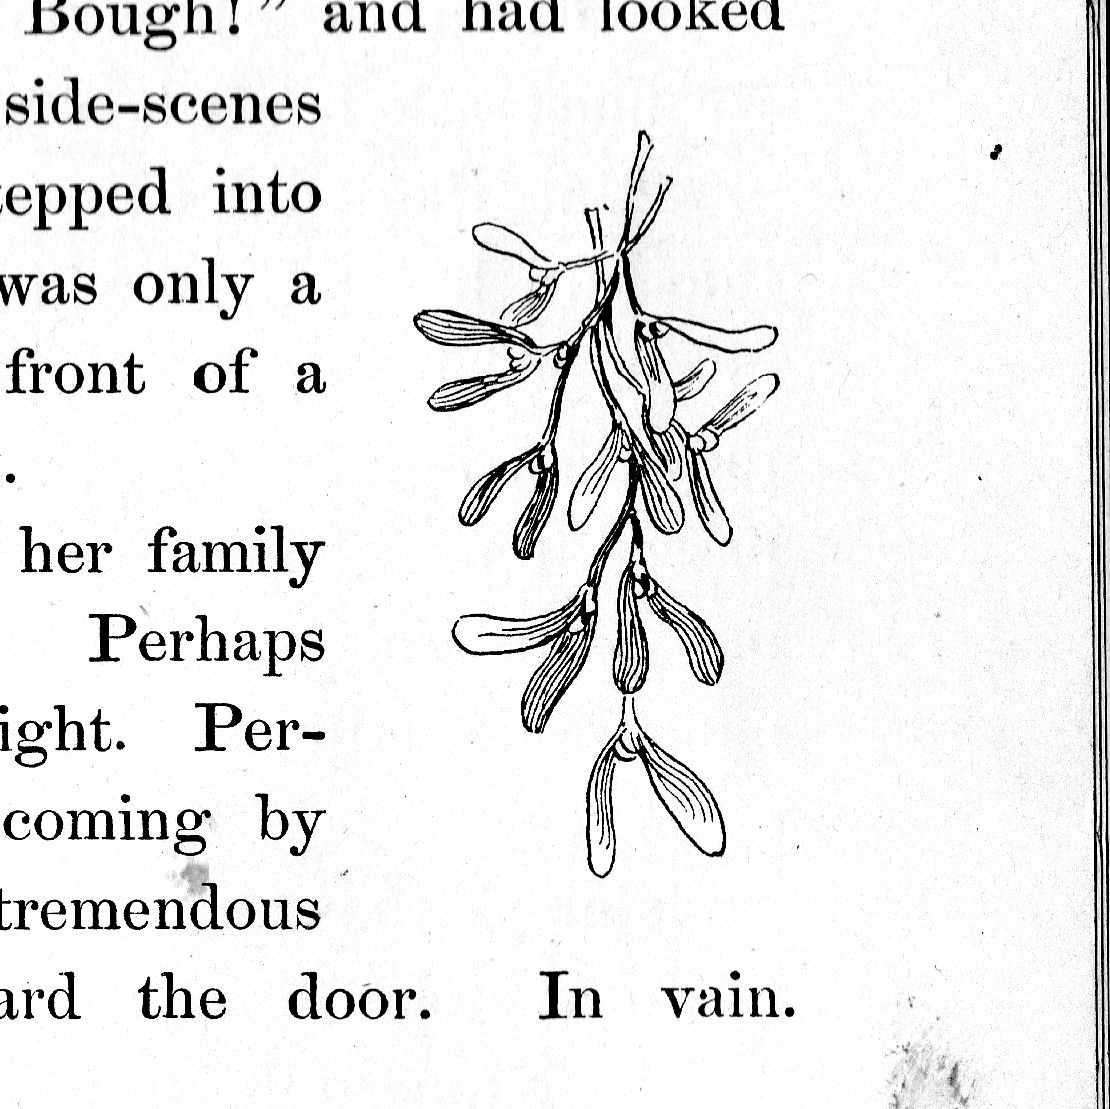 Bough!” and had looked
side-scenes
tepped into
was only a
front of a
.
her family
Perhaps
ight. Per-
coming by
tremendous
ard the door. In vain.